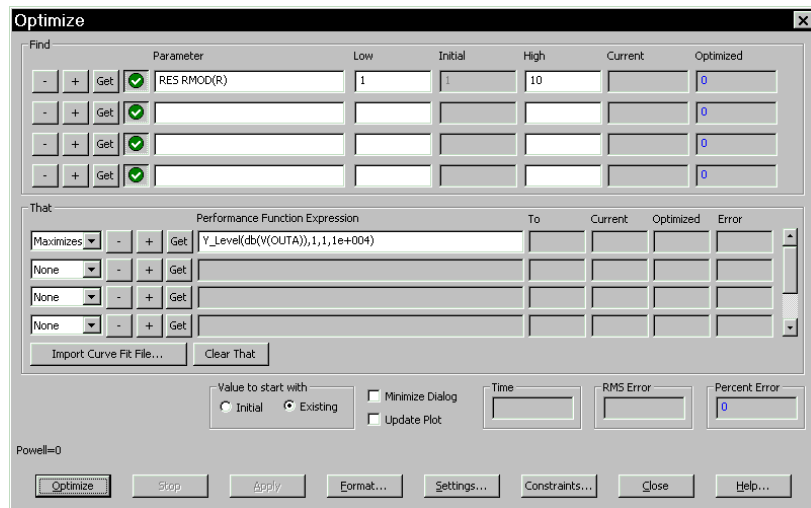 Optimize
Find
Parameter Low Initial High Current Optimized
- + Get RES RMOD(R) 1 1 10 0
- + Get 0
- + Get 0
- + Get 0
That
Performance Function Expression To Current Optimized Error
Maximizes - + Get Y_Level(db(V(OUTA)),1,1,1e+004)
None - + Get
None - + Get
None - + Get
Import Curve Fit File... Clear That
Value to start with Time RMS Error Percent Error
Initial Existing Minimize Dialog 0
Update Plot
Powell=0
Optimize Stop Apply Format... Settings... Constraints... Close Help...